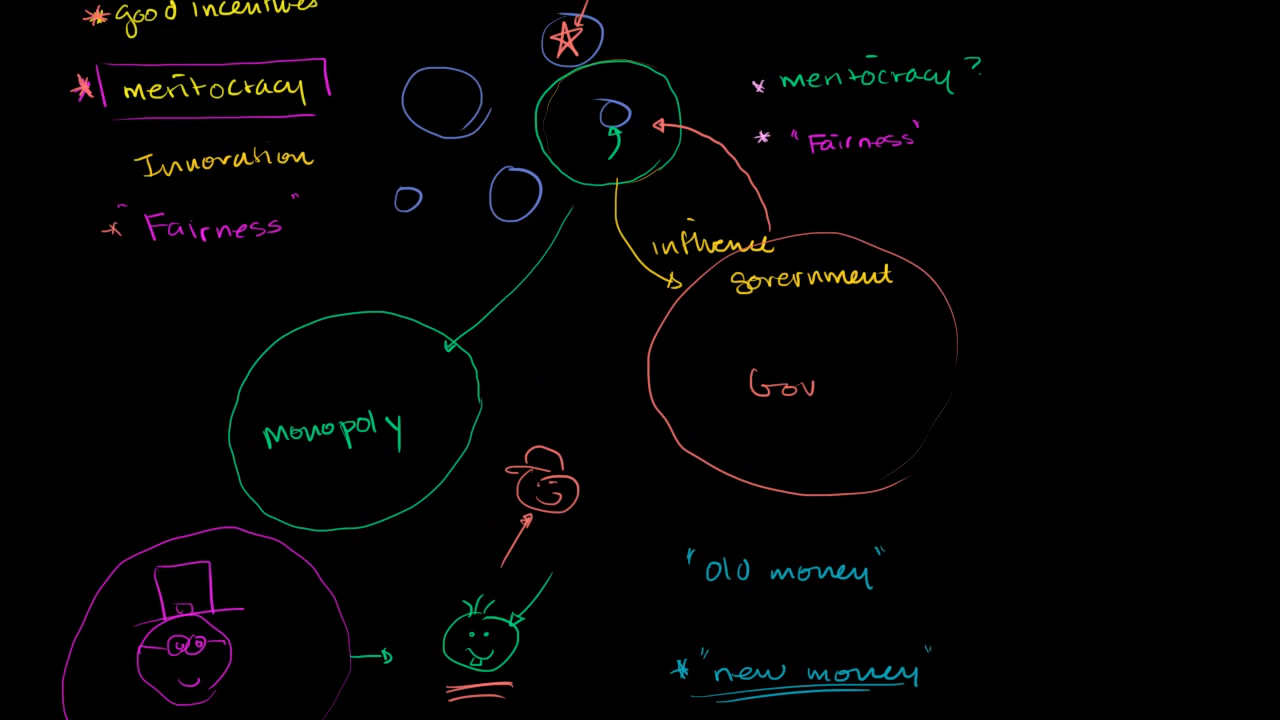 * good incentives
* meritocracy
Innovation
* "Fairness"
* meritocracy?
* "Fairness"
influence
government
Gov
monopoly
"old money"
* "new money"